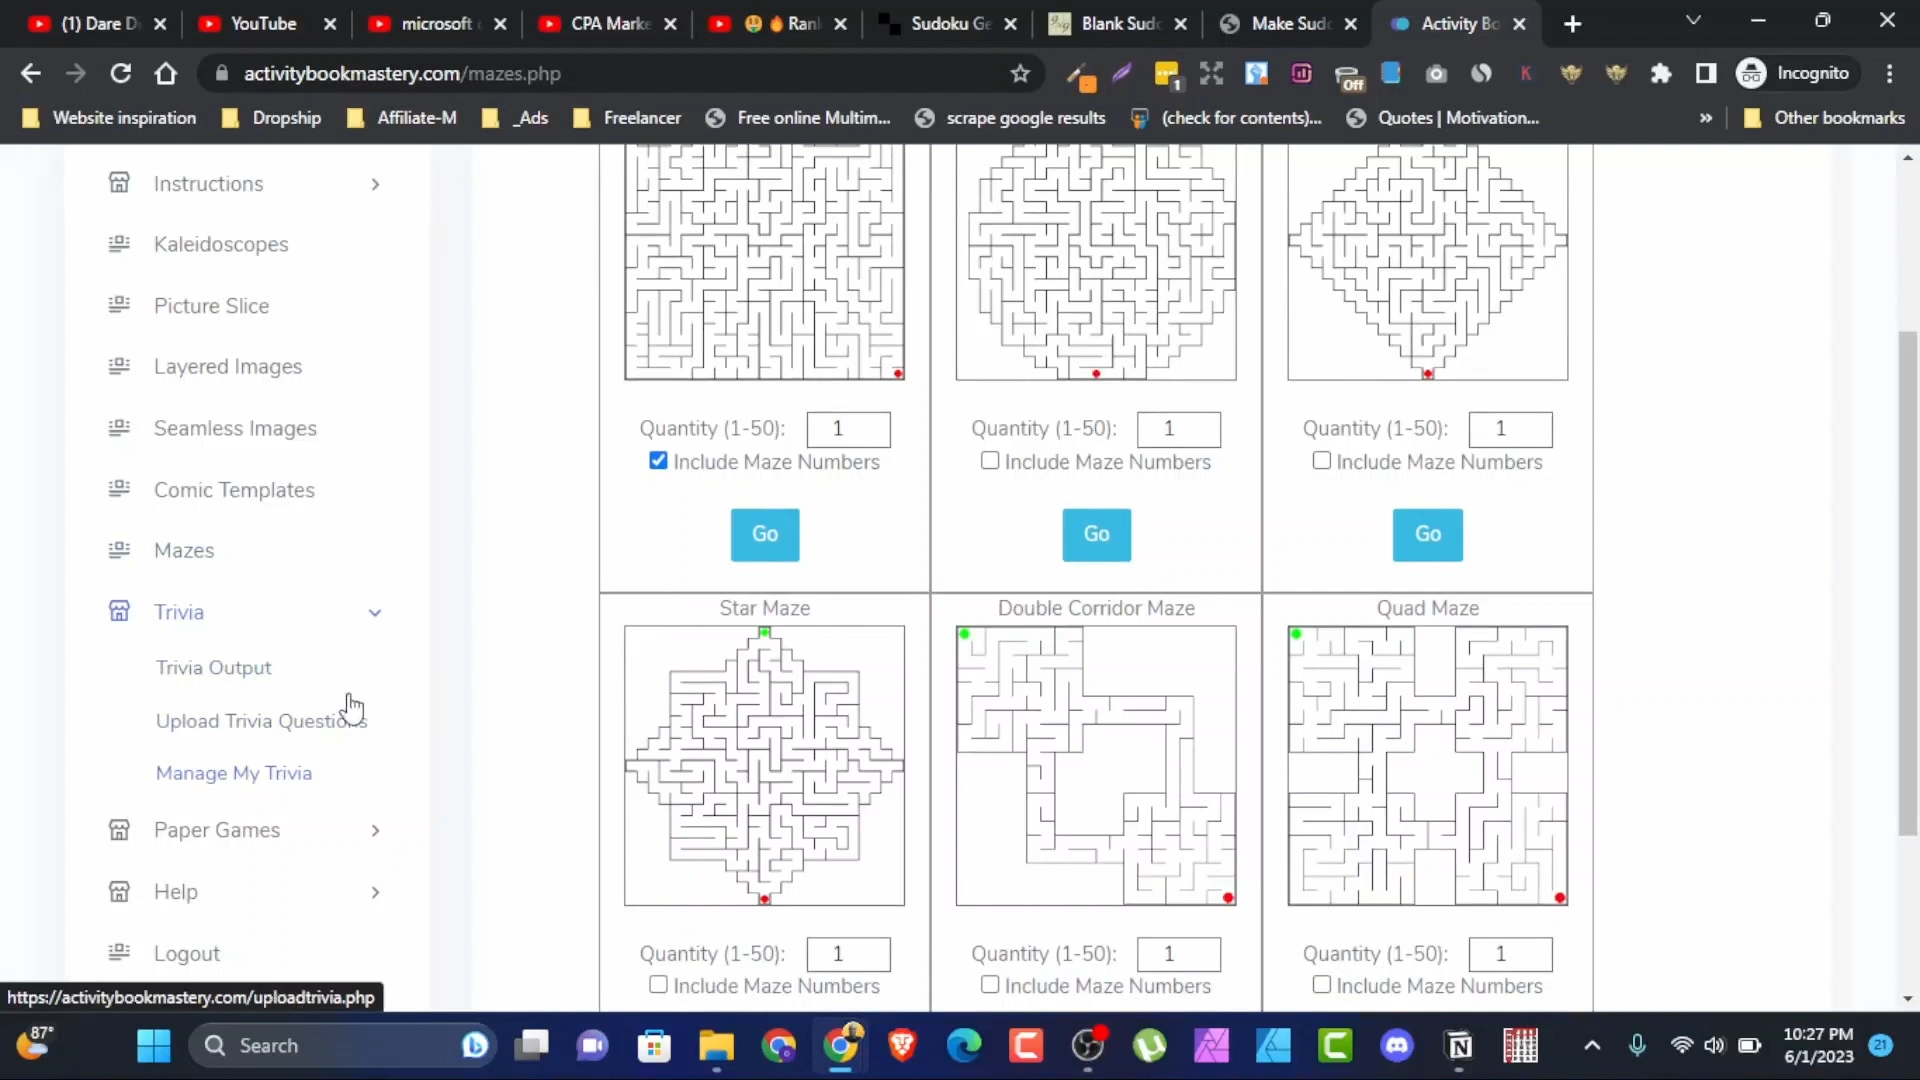 (1) Dare D
YouTube
microsoft
CPA Marke
Ran
Sudoku Ge
Blank Sudo
Make Sudo
Activity Bo
activitybookmastery.com/mazes.php
1
Off
K
Incognito
Website inspiration
Dropship
Affiliate-M
_Ads
Freelancer
Free online Multim...
scrape google results
(check for contents)...
Quotes | Motivation...
»
Other bookmarks
Instructions
Kaleidoscopes
Picture Slice
Layered Images
Seamless Images
Comic Templates
Mazes
Trivia
Trivia Output
Upload Trivia Questions
Manage My Trivia
Paper Games
Help
Logout
Quantity (1-50): 1
Include Maze Numbers
Go
Quantity (1-50): 1
Include Maze Numbers
Go
Quantity (1-50): 1
Include Maze Numbers
Go
Star Maze
Double Corridor Maze
Quad Maze
Quantity (1-50): 1
Include Maze Numbers
Quantity (1-50): 1
Include Maze Numbers
Quantity (1-50): 1
Include Maze Numbers
https://activitybookmastery.com/uploadtrivia.php
87°
Search
10:27 PM
6/1/2023
21